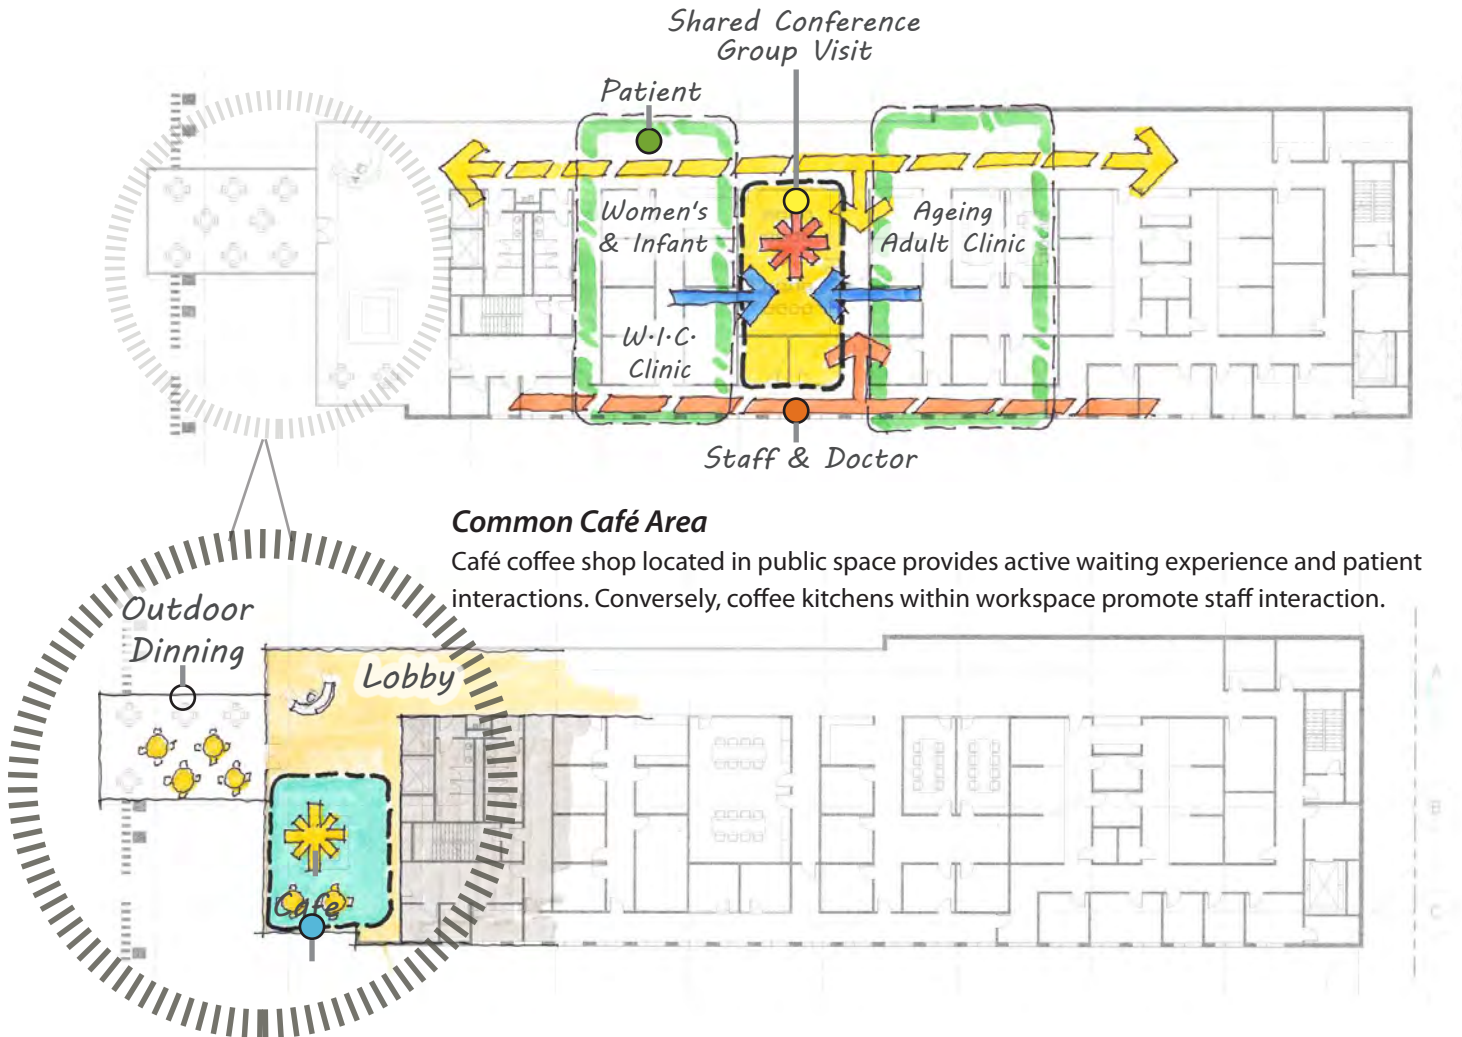 Shared Conference
Group Visit
Patient
Women's
& Infant
Ageing
Adult Clinic
W.I.C.
Clinic
Staff & Doctor
Common Café Area
Café coffee shop located in public space provides active waiting experience and patient
interactions. Conversely, coffee kitchens within workspace promote staff interaction.
Outdoor
Dinning
Lobby
A
B
C
Café